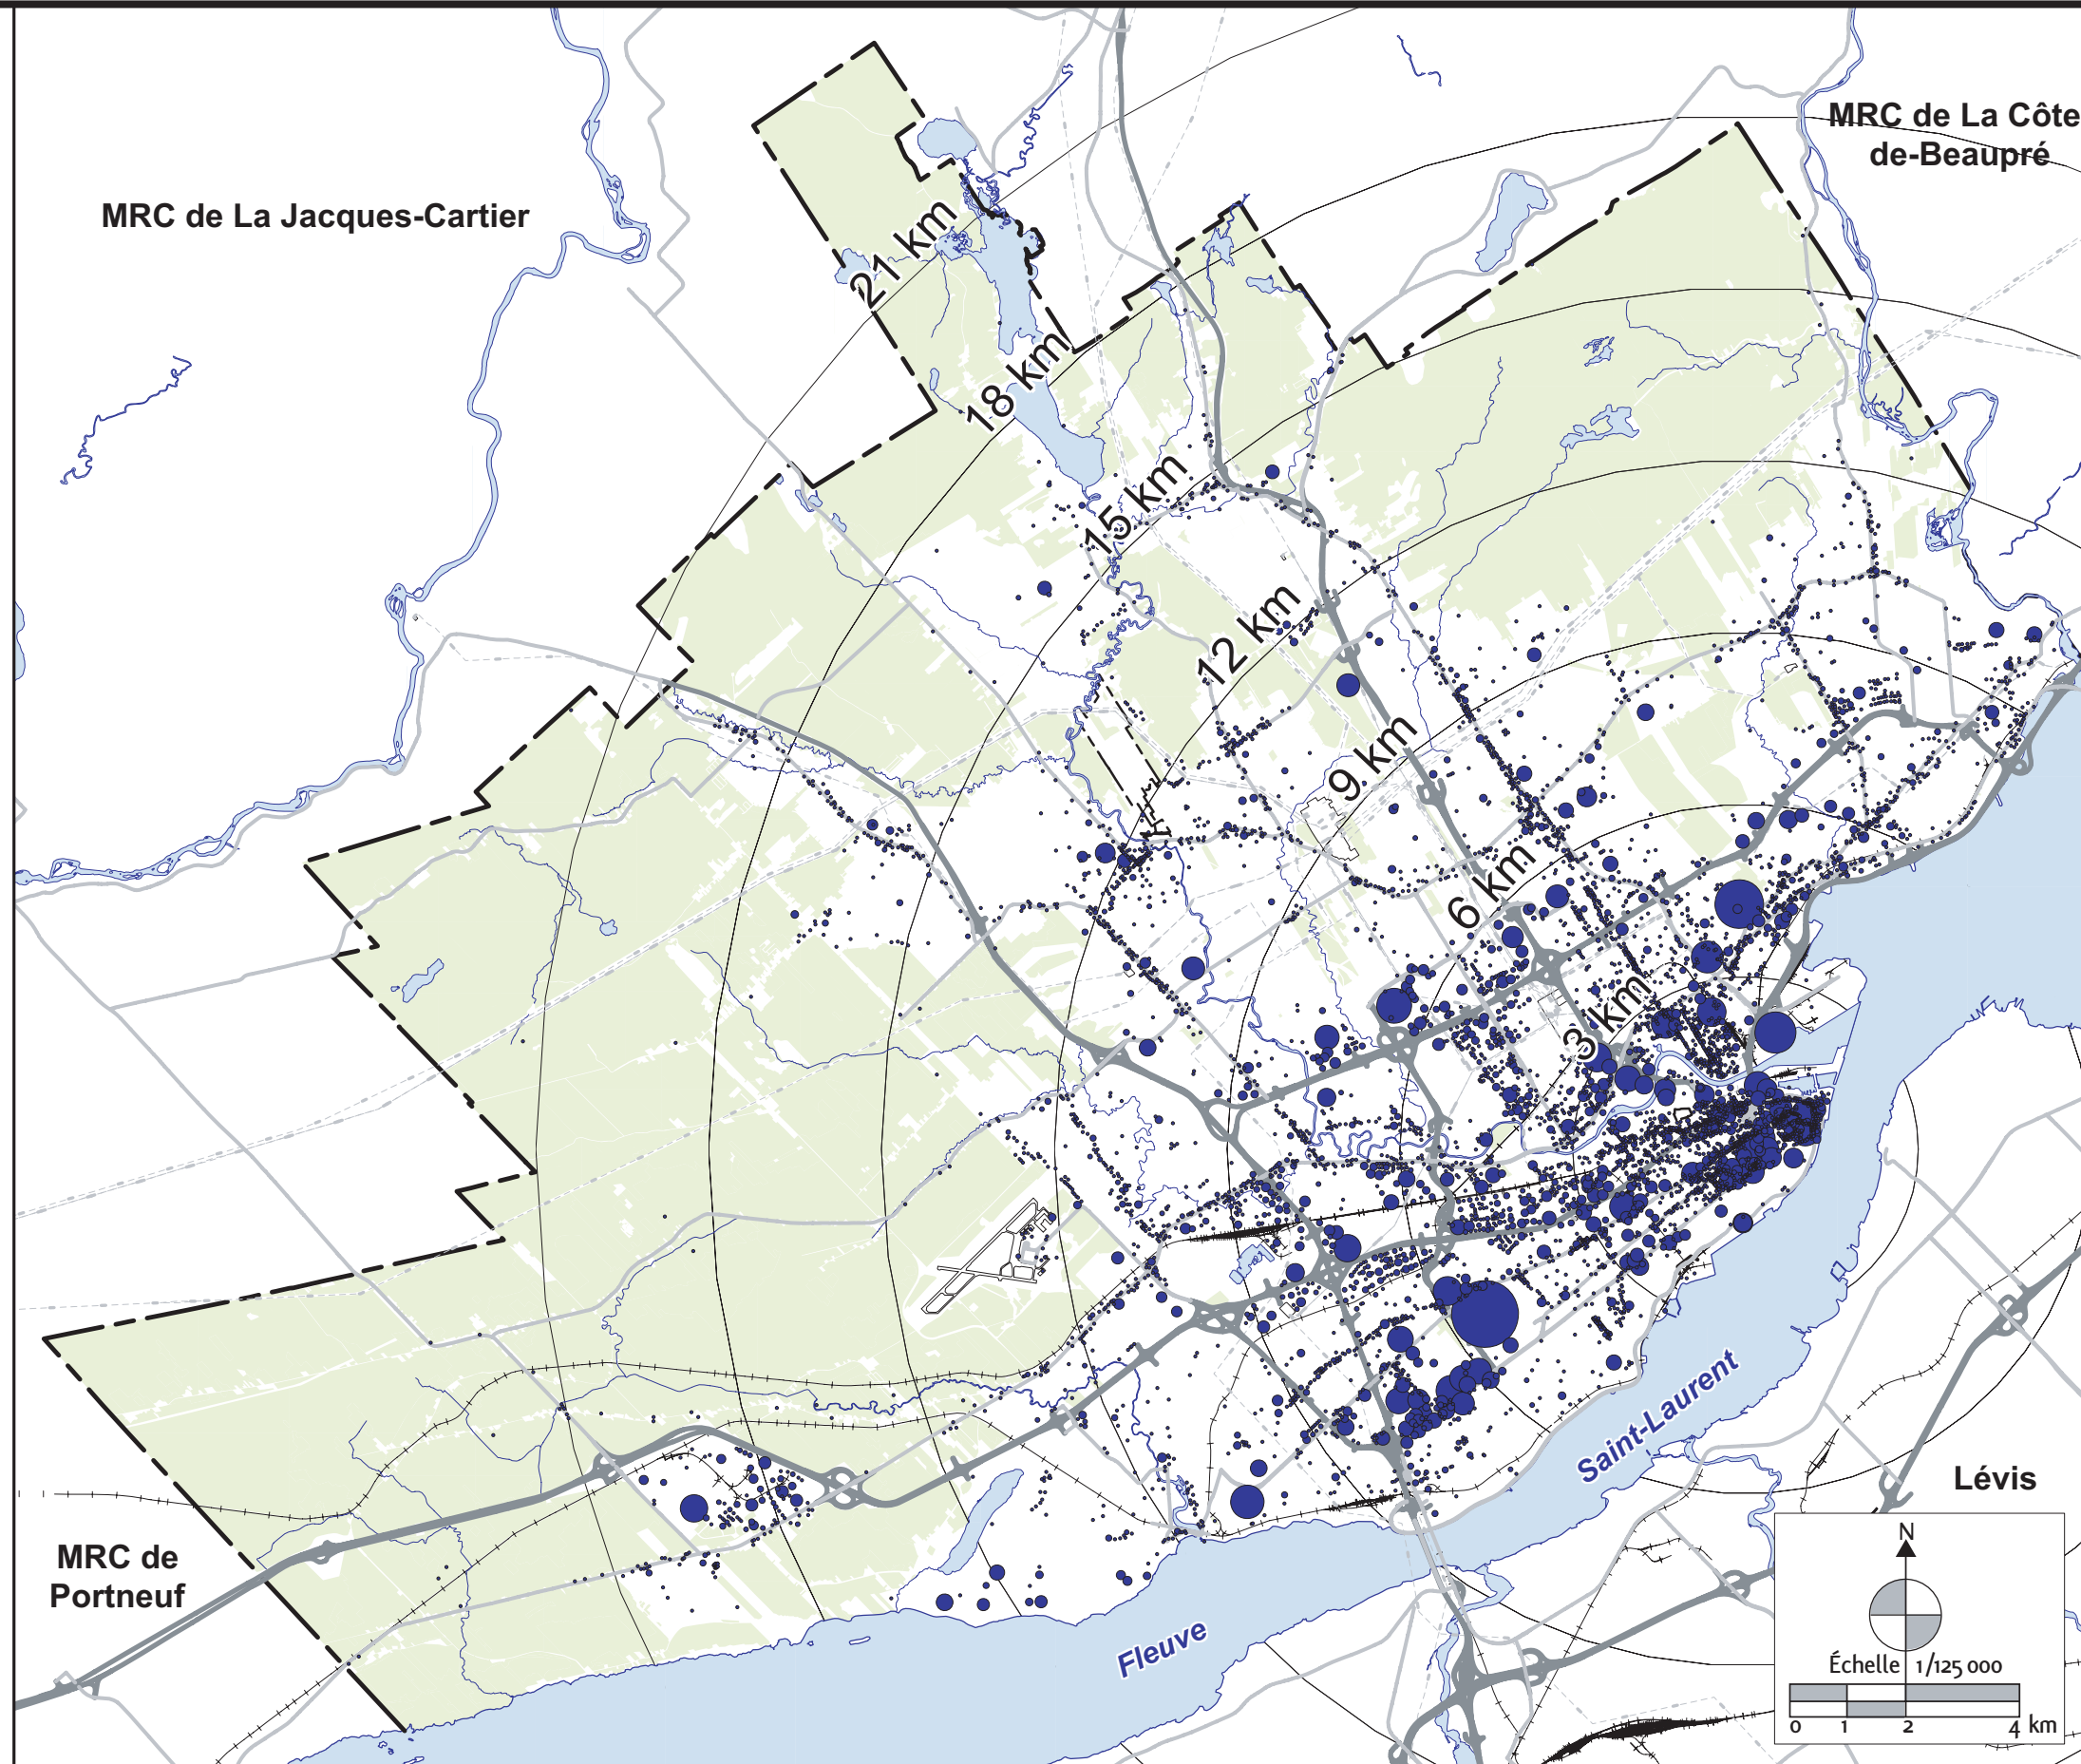 MRC de La Côte
de-Beaupré
MRC de La Jacques-Cartier
21 km
18 km
15 km
12 km
9 km
6 km
3 km
Saint-Laurent
Lévis
MRC de
Portneuf
Fleuve
N
Échelle 1/125 000
0 1 2 4 km